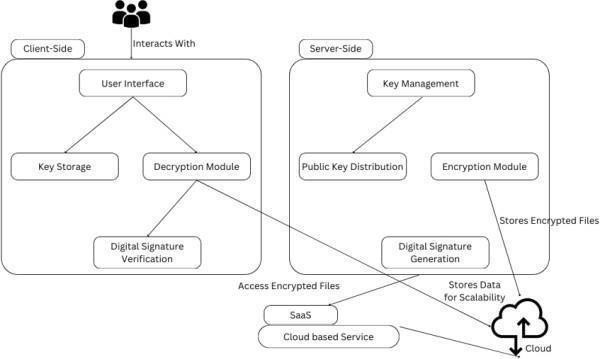 Interacts With
Client-Side
Server-Side
User Interface
Key Management
Key Storage
Decryption Module
Public Key Distribution
Encryption Module
Stores Encrypted Files
Digital Signature
Verification
Digital Signature
Generation
Access Encrypted Files
Stores Data
for Scalability
SaaS
Cloud based Service
Cloud